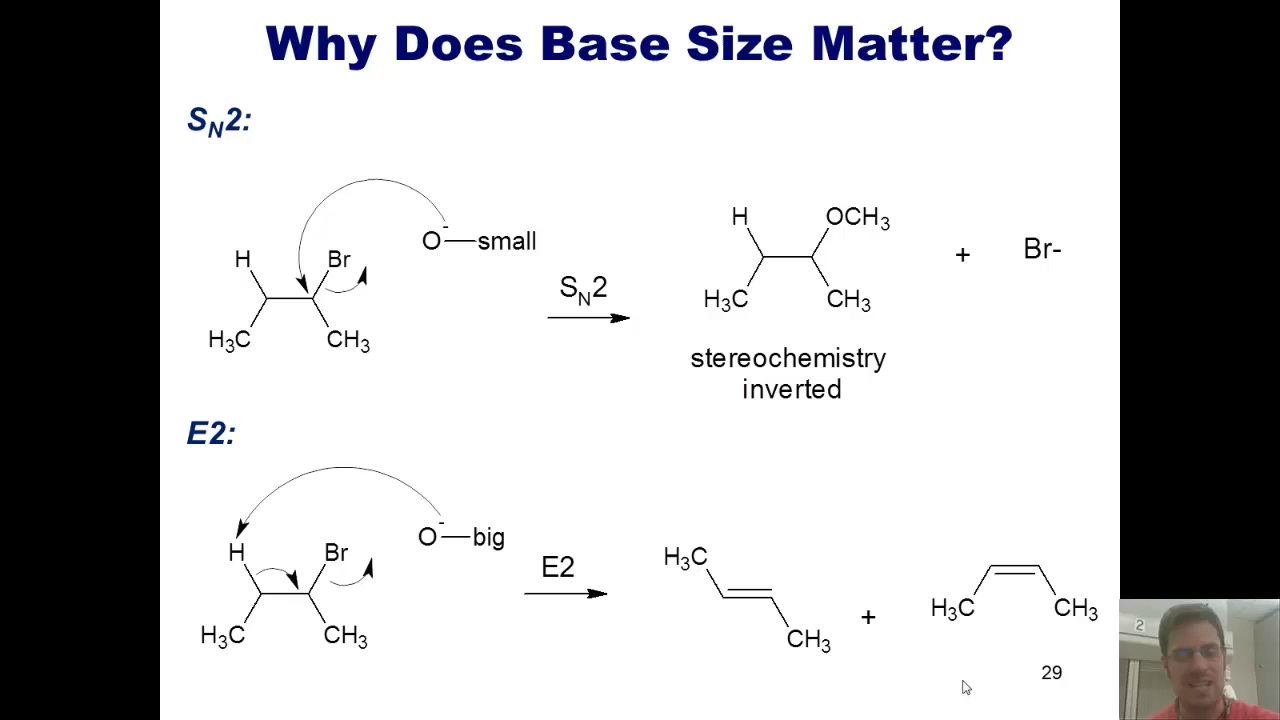 Why Does Base Size Matter?
SN2:
O⁻—small
H
Br
H3C
CH3
SN2
H
OCH3
H3C
CH3
+
Br-
stereochemistry
inverted
E2:
O⁻—big
H
Br
H3C
CH3
E2
H3C
CH3
+
H3C
CH3
29
2